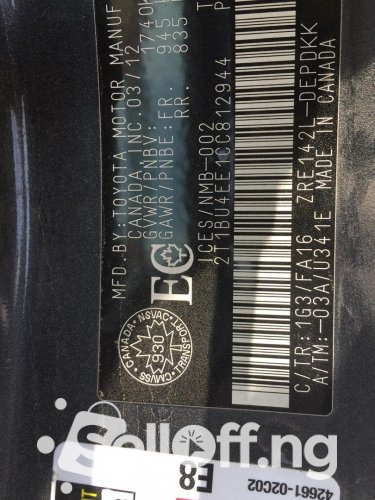 MFD.BY:TOYOTA MOTOR MANUF
CANADA INC.03/12
GVWR/PNBV: 1740K
GAWR/PNBE:FR. 945 K
RR. 835
ICES/NMB-002
2T1BU4EE1CC812944
EC
CANADA
NSVAC
930
CMVSS
TRANSPORT
C/TR:1G3/FA16 ZRE142L-DEPDKK
A/TM:-03A/U341E MADE IN CANADA
42661-02C02
E8
Selloff.ng